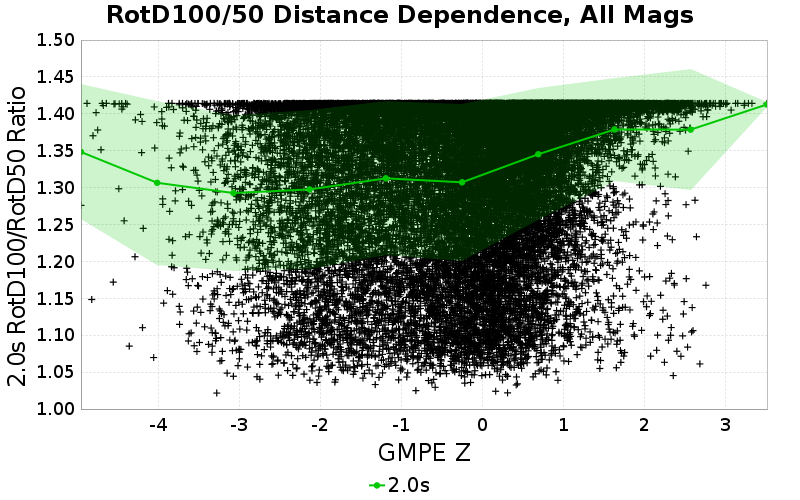 RotD100/50 Distance Dependence, All Mags
2.0s RotD100/RotD50 Ratio
1.50
1.45
1.40
1.35
1.30
1.25
1.20
1.15
1.10
1.05
1.00
-4 -3 -2 -1 0 1 2 3
GMPE Z
2.0s